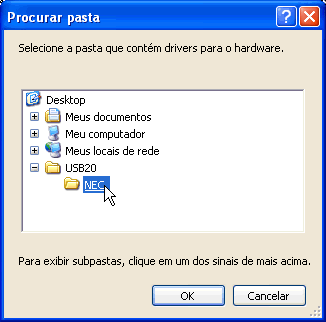 Procurar pasta
Selecione a pasta que contém drivers para o hardware.
Desktop
Meus documentos
Meu computador
Meus locais de rede
USB20
NEC
Para exibir subpastas, clique em um dos sinais de mais acima.
OK
Cancelar